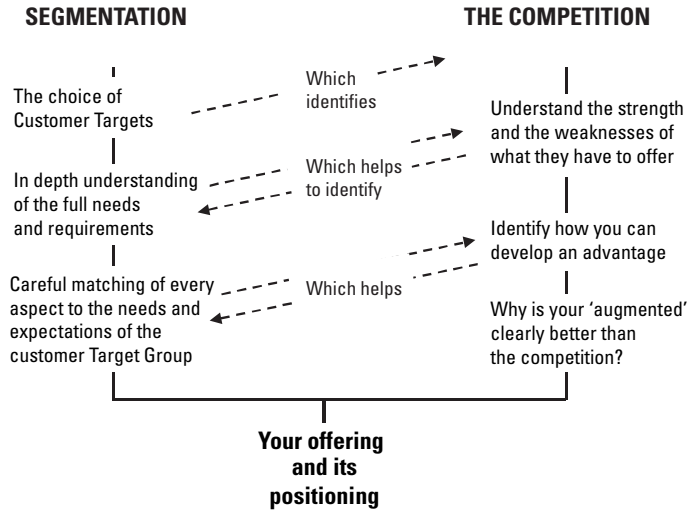 SEGMENTATION
THE COMPETITION
Which
identifies
The choice of
Customer Targets
Understand the strength
and the weaknesses of
what they have to offer
Which helps
to identify
In depth understanding
of the full needs
and requirements
Identify how you can
develop an advantage
Careful matching of every
aspect to the needs and
expectations of the
customer Target Group
Which helps
Why is your ‘augmented’
clearly better than
the competition?
Your offering
and its
positioning